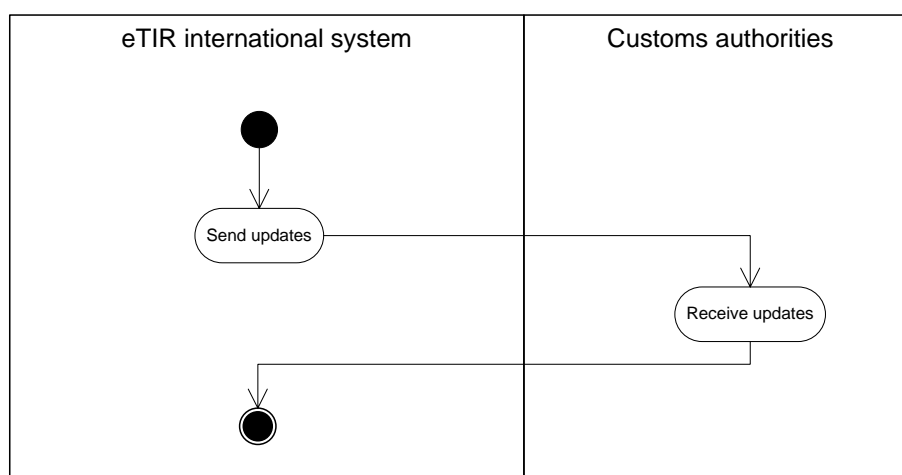 eTIR international system
Customs authorities
Send updates
Receive updates